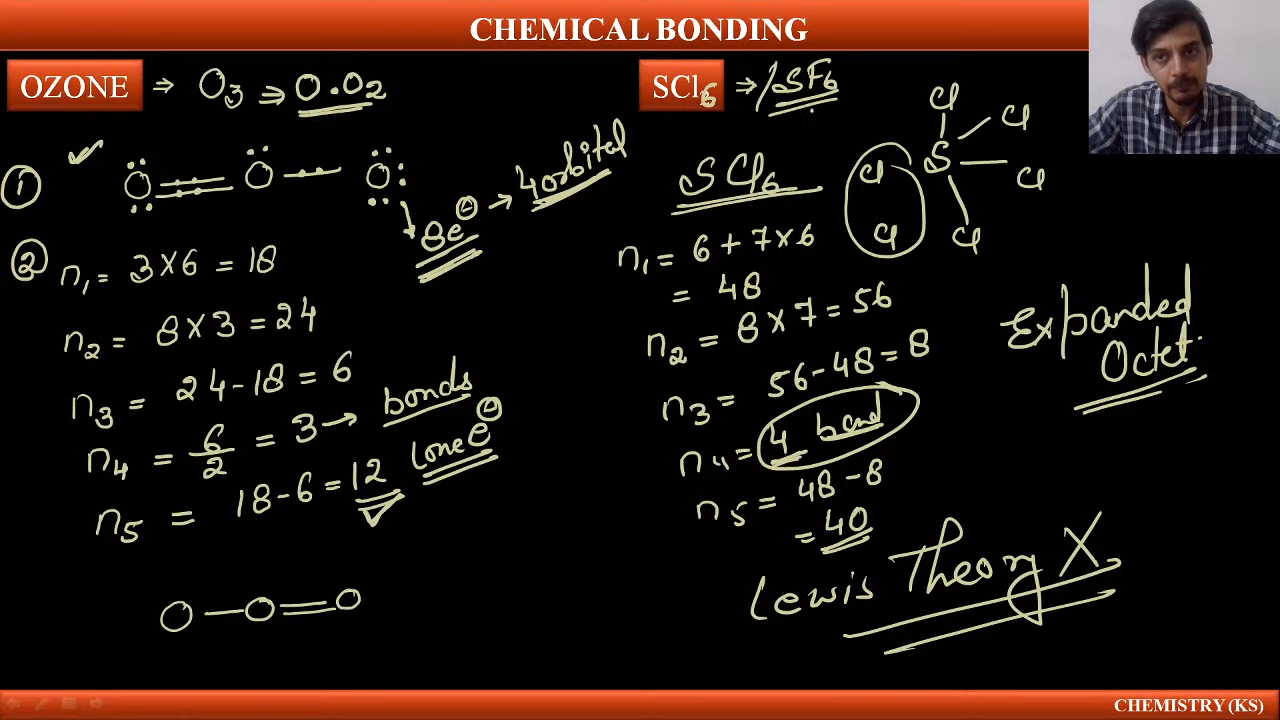 CHEMICAL BONDING
OZONE ⇒ O3 ⇒ O.O2
① ✓ O = O – O
8e⊖ → 4 orbital
② n1 = 3×6 = 18
n2 = 8×3 = 24
n3 = 24-18 = 6
n4 = 6/2 = 3 → bonds
n5 = 18-6 = 12 lone e⊖
O – O = O
SCl6 ⇒ /SF6
SCl6
Cl
Cl
Cl S
Cl
Cl
Cl
n1 = 6 + 7×6
= 48
n2 = 8×7 = 56
n3 = 56-48 = 8
n4 = 4 bond
n5 = 48-8
= 40
Expanded
Octet.
Lewis Theory X
CHEMISTRY (KS)